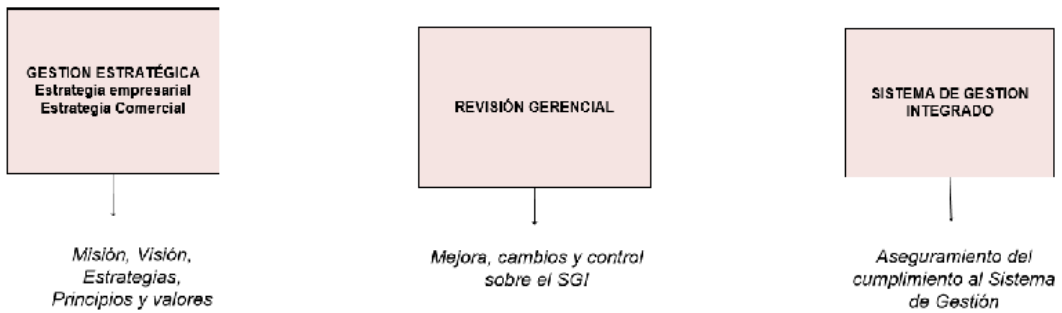 GESTION ESTRATÉGICA
Estrategia empresarial
Estrategia Comercial
REVISIÓN GERENCIAL
SISTEMA DE GESTION
INTEGRADO
Misión, Visión,
Estrategias,
Principios y valores
Mejora, cambios y control
sobre el SGI
Aseguramiento del
cumplimiento al Sistema
de Gestión